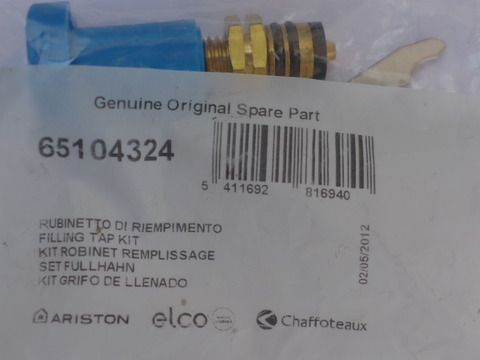 Genuine Original Spare Part
65104324
5 411692 816940
RUBINETTO DI RIEMPIMENTO
FILLING TAP KIT
KIT ROBINET REMPLISSAGE
SET FULLHAHN
KIT GRIFO DE LLENADO
02/05/2012
ARISTON elco Chaffoteaux